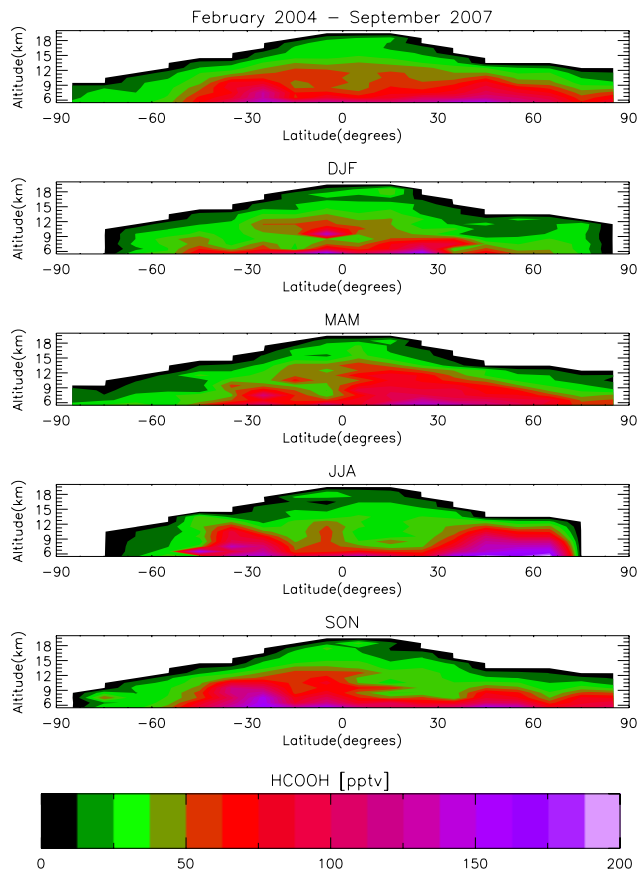 February 2004 – September 2007
Altitude(km)
18
15
12
9
6
−90 −60 −30 0 30 60 90
Latitude(degrees)
DJF
Altitude(km)
18
15
12
9
6
−90 −60 −30 0 30 60 90
Latitude(degrees)
MAM
Altitude(km)
18
15
12
9
6
−90 −60 −30 0 30 60 90
Latitude(degrees)
JJA
Altitude(km)
18
15
12
9
6
−90 −60 −30 0 30 60 90
Latitude(degrees)
SON
Altitude(km)
18
15
12
9
6
−90 −60 −30 0 30 60 90
Latitude(degrees)
HCOOH [pptv]
0 50 100 150 200